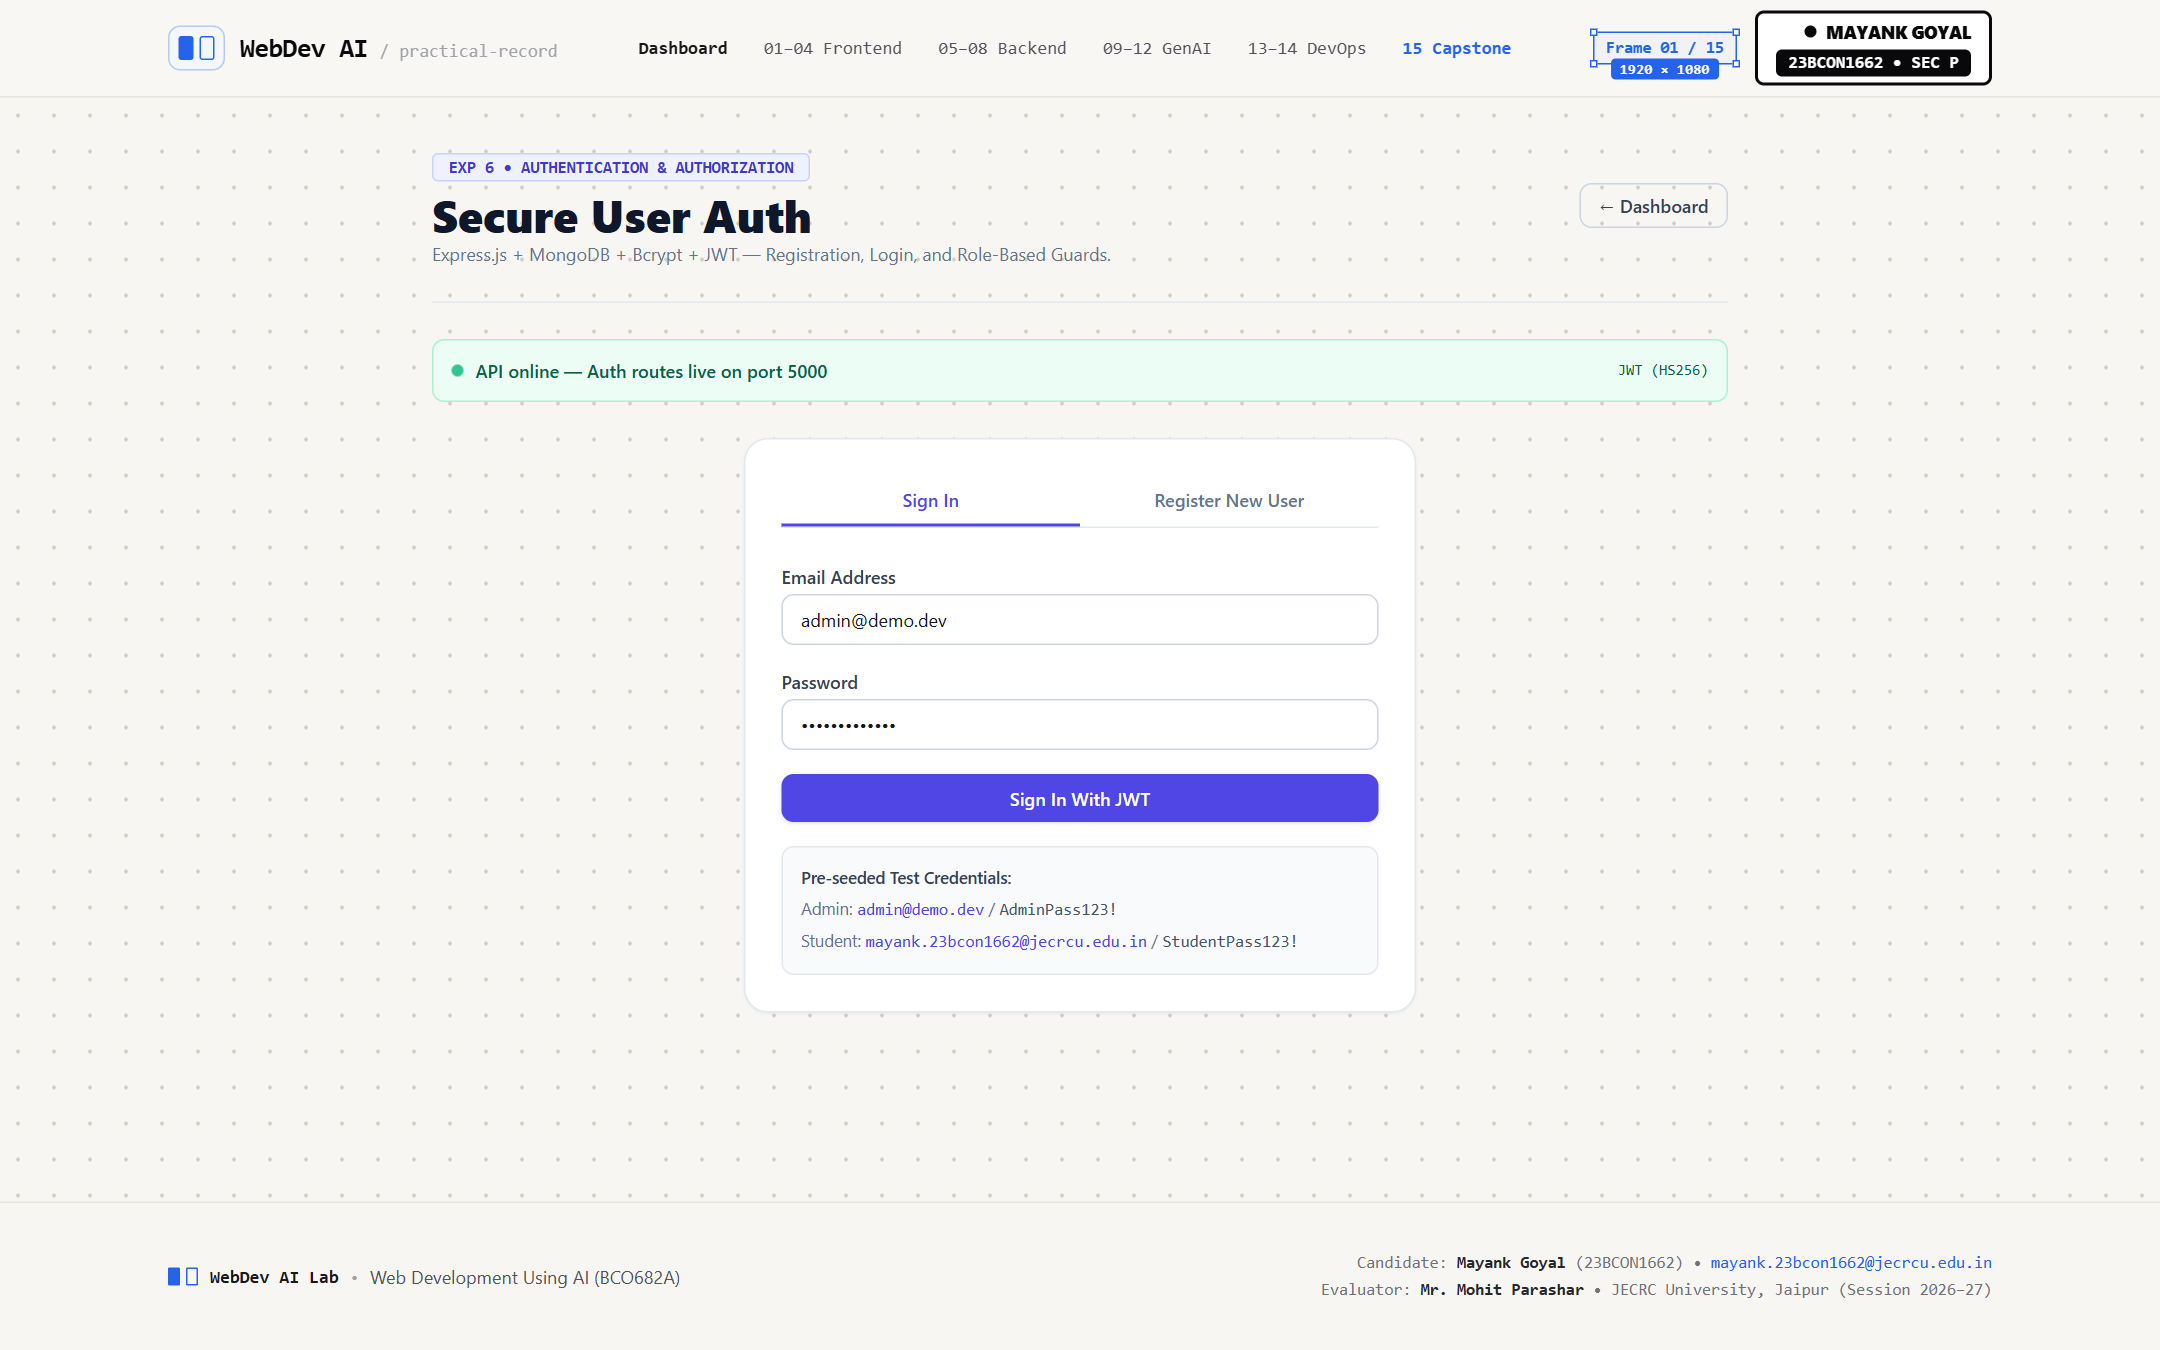 WebDev AI / practical-record
Dashboard 01–04 Frontend 05–08 Backend 09–12 GenAI 13–14 DevOps 15 Capstone
Frame 01 / 15
1920 × 1080
● MAYANK GOYAL
23BCON1662 • SEC P
EXP 6 • AUTHENTICATION & AUTHORIZATION
Secure User Auth
Express.js + MongoDB + Bcrypt + JWT — Registration, Login, and Role-Based Guards.
← Dashboard
API online — Auth routes live on port 5000
JWT (HS256)
Sign In Register New User
Email Address
admin@demo.dev
Password
•••••••••••••
Sign In With JWT
Pre-seeded Test Credentials:
Admin: admin@demo.dev / AdminPass123!
Student: mayank.23bcon1662@jecrcu.edu.in / StudentPass123!
WebDev AI Lab • Web Development Using AI (BCO682A)
Candidate: Mayank Goyal (23BCON1662) • mayank.23bcon1662@jecrcu.edu.in
Evaluator: Mr. Mohit Parashar • JECRC University, Jaipur (Session 2026–27)